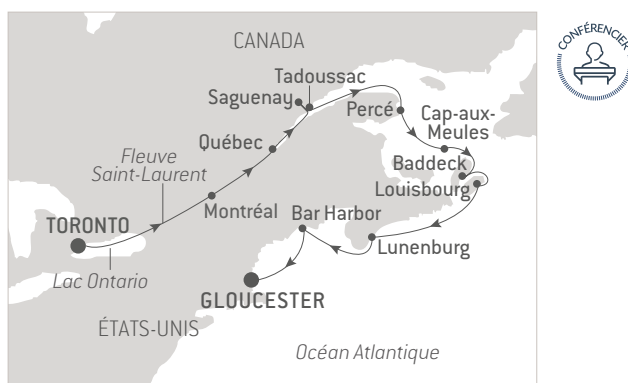 CANADA
CONFÉRENCIER
Tadoussac
Saguenay
Percé
Cap-aux-
Meules
Québec
Baddeck
Fleuve
Saint-Laurent
Louisbourg
Montréal
Bar Harbor
TORONTO
Lunenburg
Lac Ontario
GLOUCESTER
ÉTATS-UNIS
Océan Atlantique